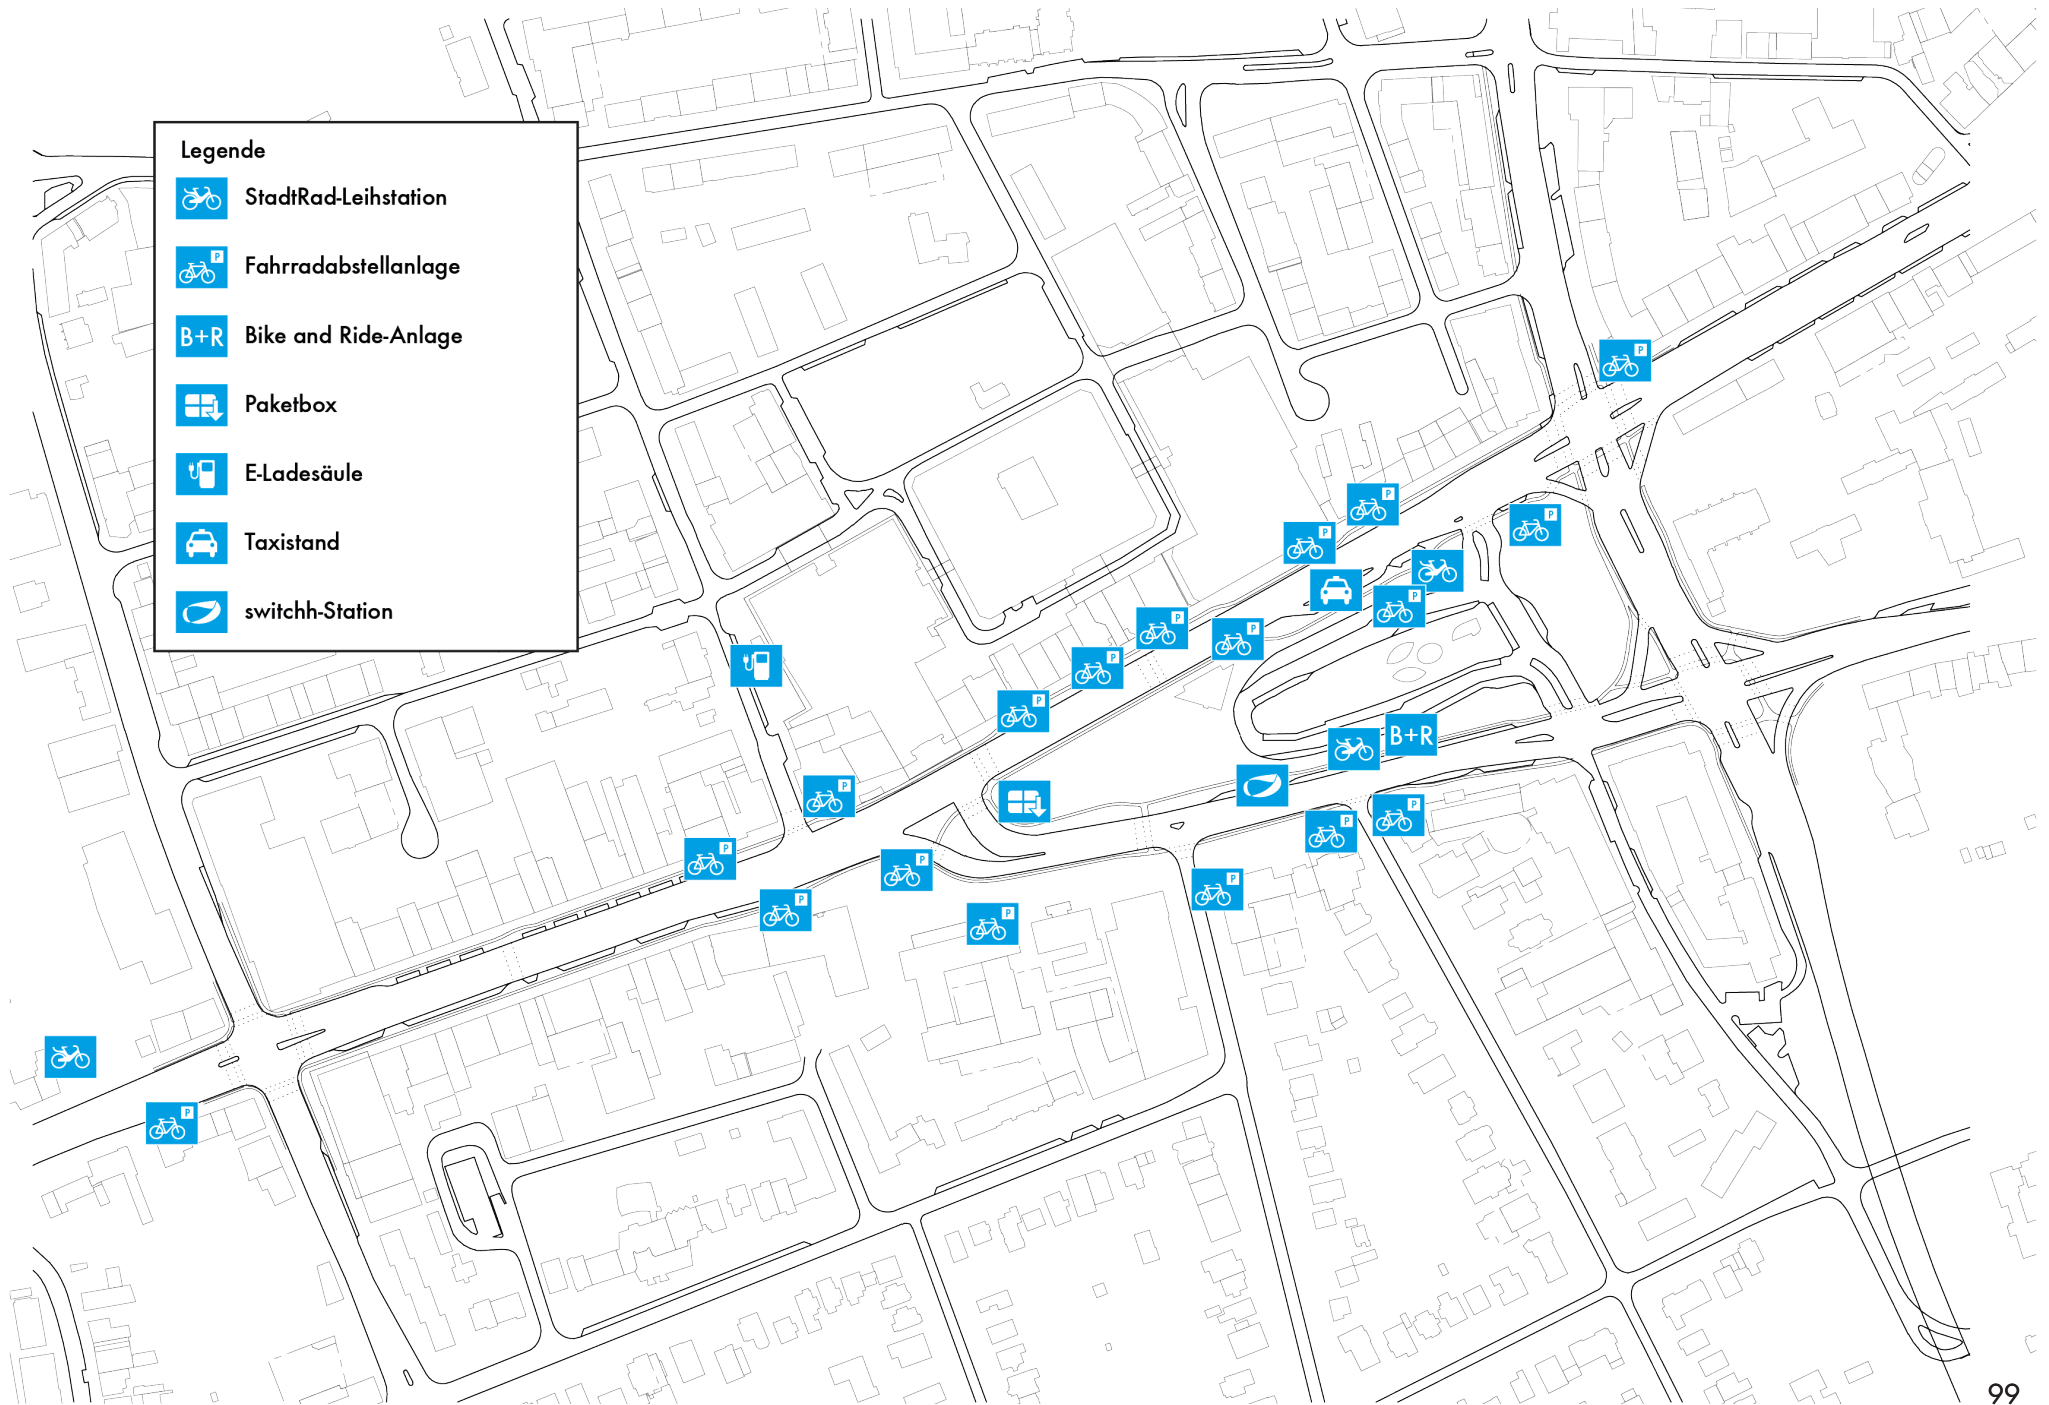 Legende
StadtRad-Leihstation
P
Fahrradabstellanlage
B+R
Bike and Ride-Anlage
Paketbox
E-Ladesäule
Taxistand
switchh-Station
P
P
P
P
P
P
P
P
P
B+R
P
P
P
P
P
P
P
P
P
99